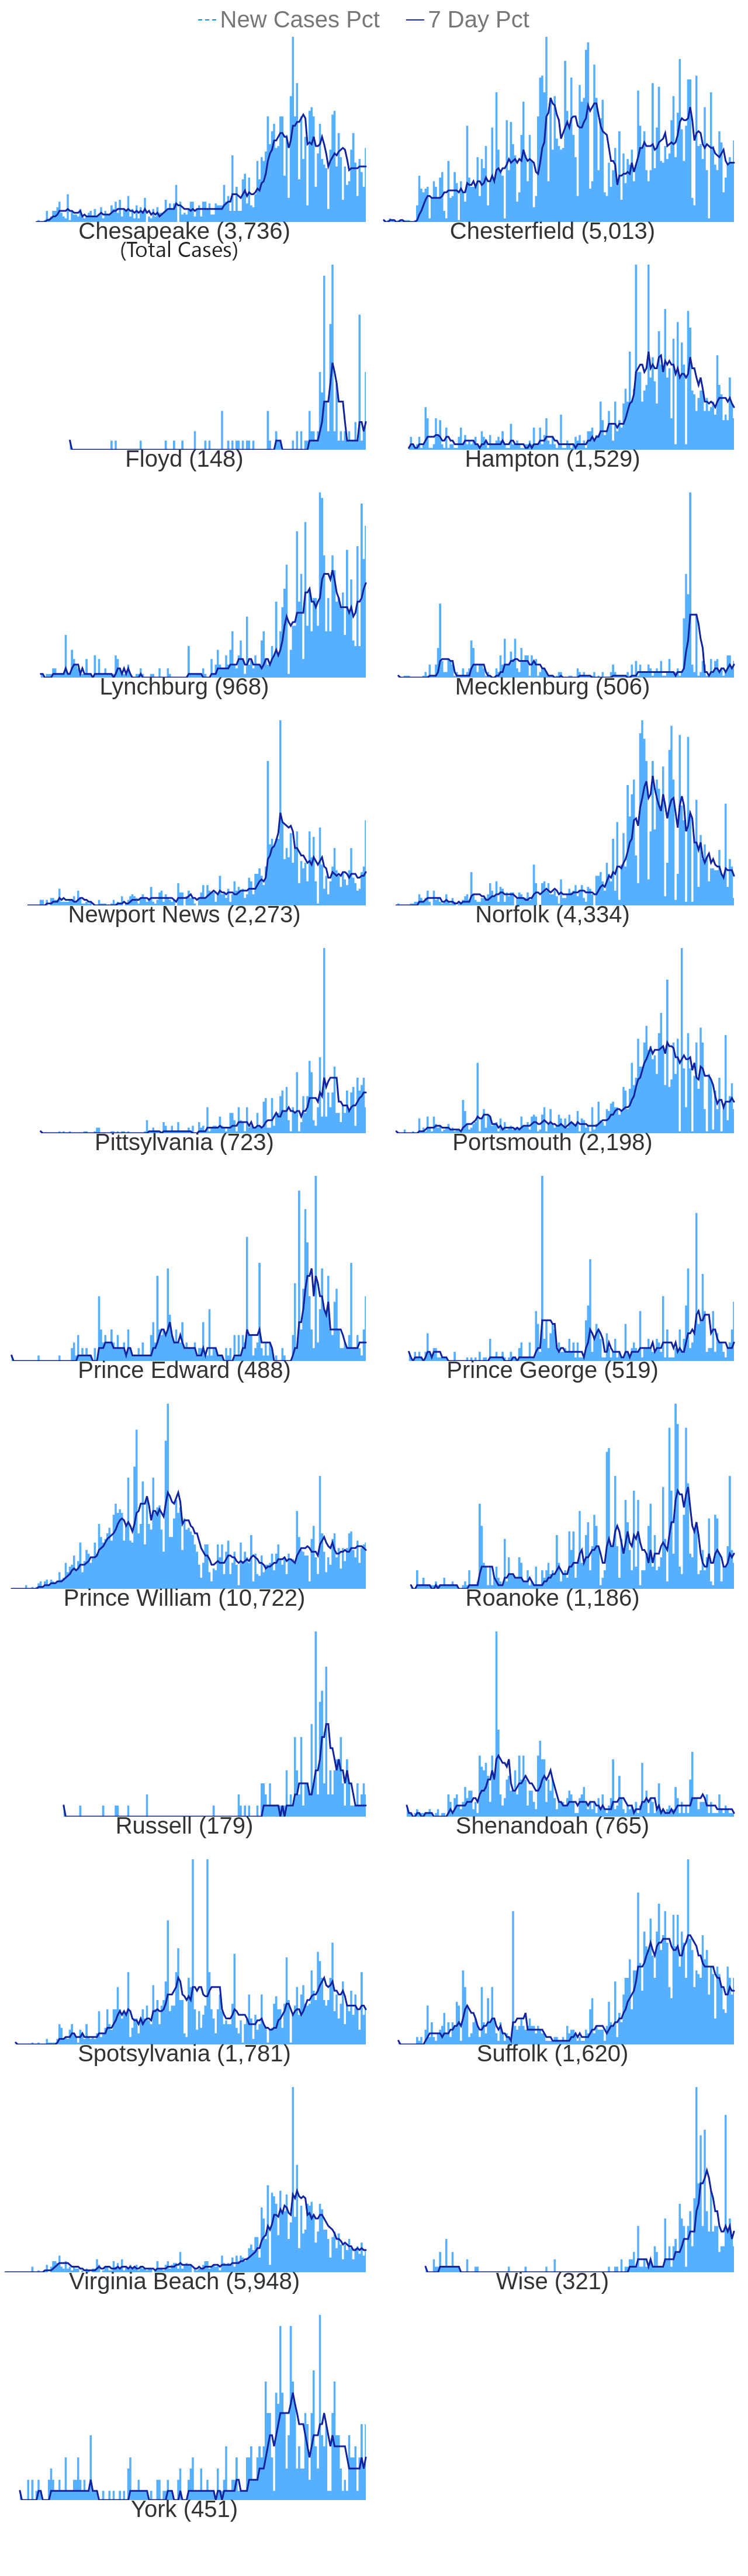 New Cases Pct 7 Day Pct
Chesapeake (3,736) Chesterfield (5,013)
(Total Cases)
Floyd (148) Hampton (1,529)
Lynchburg (968) Mecklenburg (506)
Newport News (2,273) Norfolk (4,334)
Pittsylvania (723) Portsmouth (2,198)
Prince Edward (488) Prince George (519)
Prince William (10,722) Roanoke (1,186)
Russell (179) Shenandoah (765)
Spotsylvania (1,781) Suffolk (1,620)
Virginia Beach (5,948) Wise (321)
York (451)